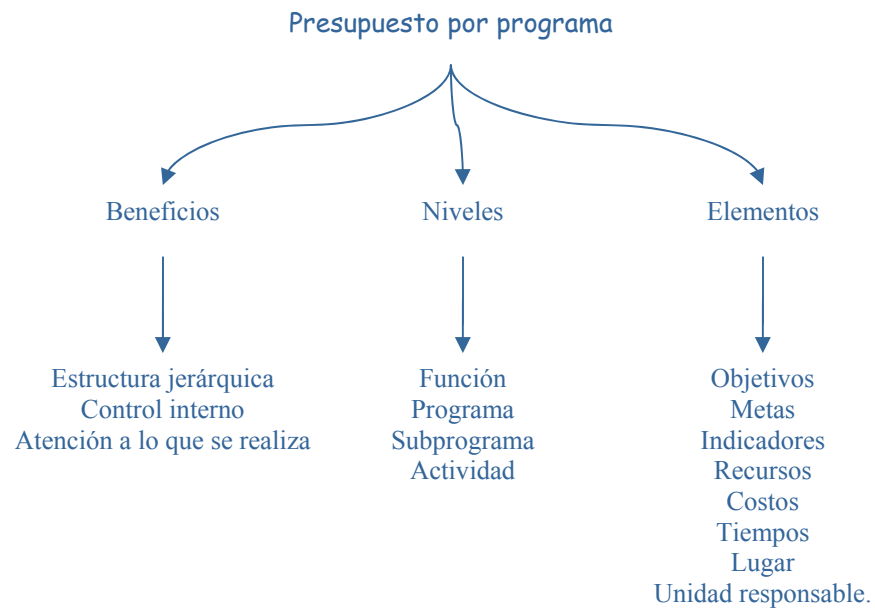 Presupuesto por programa
Beneficios
Niveles
Elementos
Estructura jerárquica
Control interno
Atención a lo que se realiza
Función
Programa
Subprograma
Actividad
Objetivos
Metas
Indicadores
Recursos
Costos
Tiempos
Lugar
Unidad responsable.